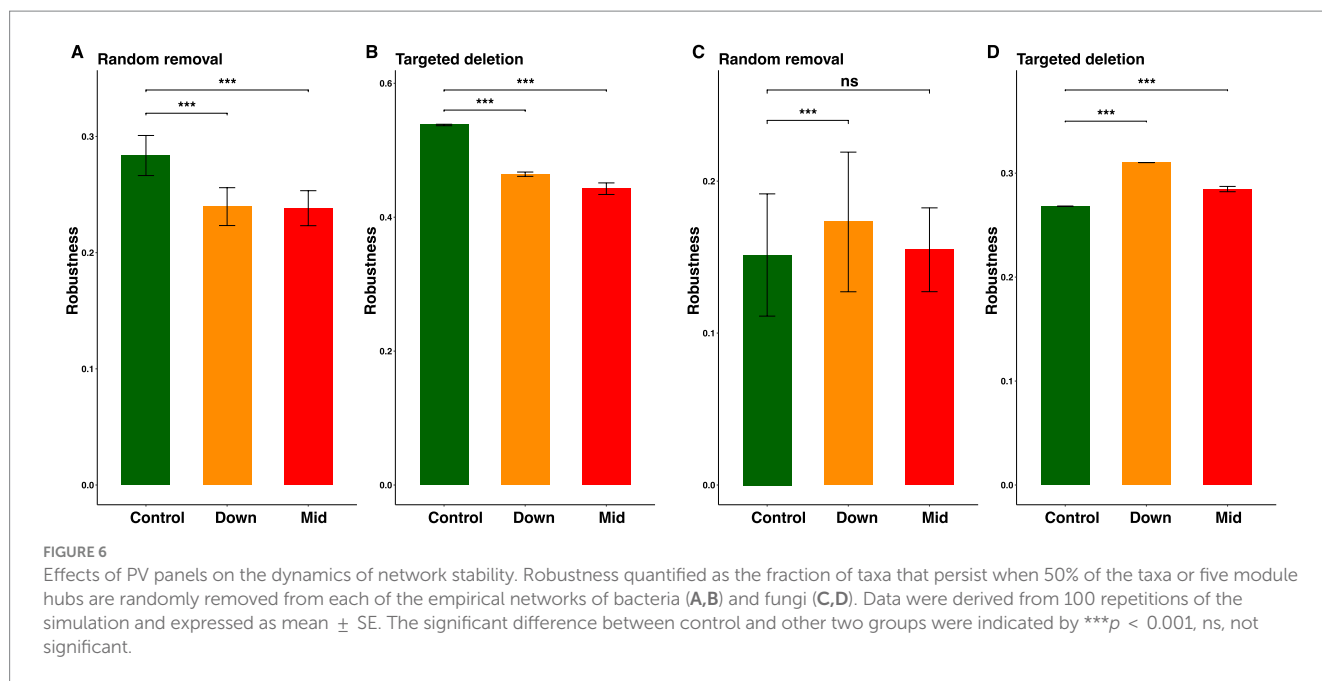 A
Random removal
***
***
0.3
0.2
0.1
0.0
Robustness
Control Down Mid
B
Targeted deletion
***
***
0.6
0.4
0.2
0.0
Robustness
Control Down Mid
C
Random removal
ns
***
0.2
0.1
0.0
Robustness
Control Down Mid
D
Targeted deletion
***
***
0.3
0.2
0.1
0.0
Robustness
Control Down Mid
FIGURE 6
Effects of PV panels on the dynamics of network stability. Robustness quantified as the fraction of taxa that persist when 50% of the taxa or five module
hubs are randomly removed from each of the empirical networks of bacteria (A,B) and fungi (C,D). Data were derived from 100 repetitions of the
simulation and expressed as mean ± SE. The significant difference between control and other two groups were indicated by ***p < 0.001, ns, not
significant.